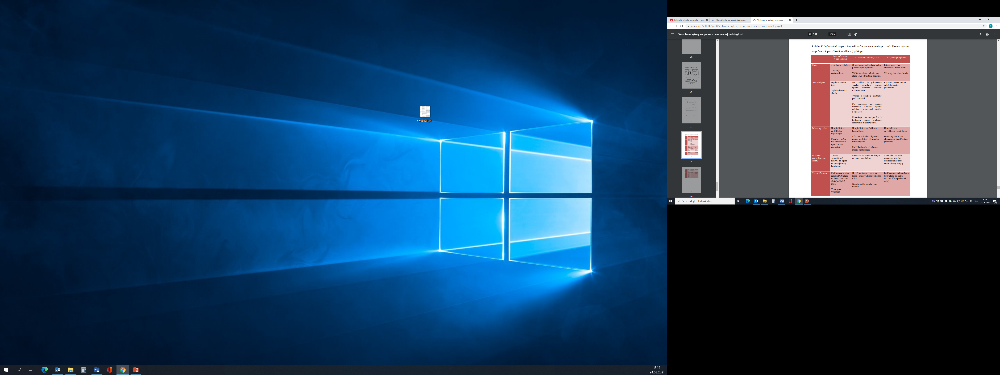 CWCMR_8...
9:14
24.03.2021
Lékařská fakulta Masarykovy uni
Metodika ke zpracování závěreč
Vaskularne_vykony_na_peceni_v_
is.muni.cz/auth/th/gzqt0/Vaskularne_vykony_na_peceni_v_intervencnej_radiologii.pdf
Vaskularne_vykony_na_peceni_v_intervencnej_radiologii.pdf
78 / 81
100%
75
76
77
78
79
Príloha 12 Informačná mapa - Starostlivosť o pacienta pred a po vaskulárnom výkone
na pečeni z tepnového (femorálneho) prístupu
Pred vyšetrením
v deň výkonu
Po vyšetrení v deň výkonu
Prvý deň po výkone
Diéta
4 - 6 hodín nalačno.
Tekutiny
neobmedzene.
Obmedzenie podľa diéty alebo
plánovaných vyšetrení.
Väčšie množstvo tekutín p.o.
alebo i.v. podľa stavu pacienta.
Príjem stravy bez
obmedzení podľa diéty.
Tekutiny bez obmedzenia.
Operačné pole
Hygiena celého
tela.
Vyholenie oboch
slabín.
Na slabine je pripevnené
vrecko s pieskom (miesto
vpichu ošetrené cievnym
uzatváračom).
Vrecko s pieskom odstrániť
po 2 hodinách.
Pri podozrení na možné
krvácanie z miesta vpichu
naložený kompresný systém
FemoStop.
FemoStop odstrániť po 2 - 3
hodinách (nutné priebežné
sledovanie miesta vpichu).
Kontrola miesta vpichu
pohľadom príp.
pohmatom.
Pohybový režim
Hospitalizácia
na Oddelení
hepatológie.
Pohybový režim
bez obmedzenia
(podľa stavu
pacienta).
Hospitalizácia na Oddelení
hepatológie.
Kľud na lôžku bez ohýbania
dolnej končatiny, z ktorej bol
robený výkon.
Po 12 hodinách od výkonu
možná mobilizácia.
Hospitalizácia
na Oddelení hepatológie.
Pohybový režim bez
obmedzenia (podľa stavu
pacienta).
Zaistenie
vnútrožilového
vstupu
Zaviesť
vnútrožilovú
kanylu, najlepšie
na pravej hornej
končatine.
Ponechať vnútrožilovú kanylu
na podávanie liekov.
Aseptické ošetrenie
zavedenej kanyly,
kontrola funkčnosti
vnútrožilovej kanyly.
Vyprázdňovanie
Podľa pohybového
režimu (WC alebo
na lôžku - močová
fľaša/podložná
misa.
Tesne pred
výkonom
Do 12 hodín po výkone na
lôžku - močová fľaša/podložná
misa.
Neskôr podľa pohybového
režimu.
Podľa pohybového režimu
(WC alebo na lôžku -
močová fľaša/podložná
misa)
Sem zadejte hledaný výraz
CES
9:14
24.03.2021